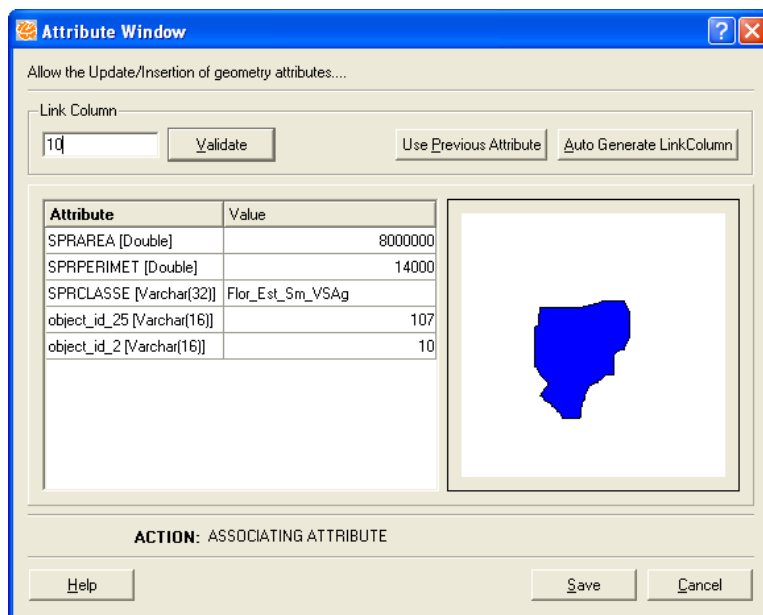 Attribute Window
?
Allow the Update/Insertion of geometry attributes....
Link Column
10 Validate Use Previous Attribute Auto Generate LinkColumn
Attribute Value
SPRAREA [Double] 8000000
SPRPERIMET [Double] 14000
SPRCLASSE [Varchar(32)] Flor_Est_Sm_VSAg
object_id_25 [Varchar(16)] 107
object_id_2 [Varchar(16)] 10
ACTION: ASSOCIATING ATTRIBUTE
Help Save Cancel